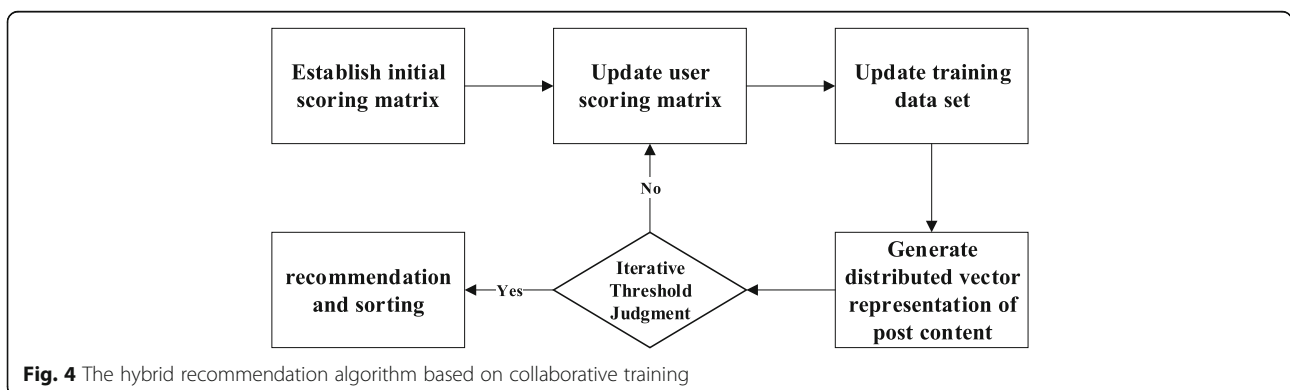 Establish initial
scoring matrix
Update user
scoring matrix
Update training
data set
No
recommendation
and sorting
Yes
Iterative
Threshold
Judgment
Generate
distributed vector
representation of
post content
Fig. 4 The hybrid recommendation algorithm based on collaborative training